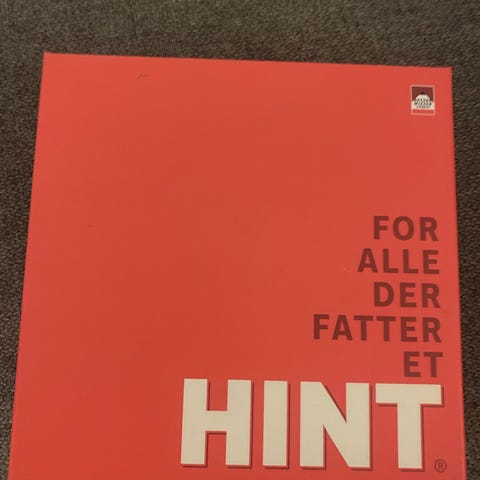 FOR
ALLE
DER
FATTER
ET
HINT®